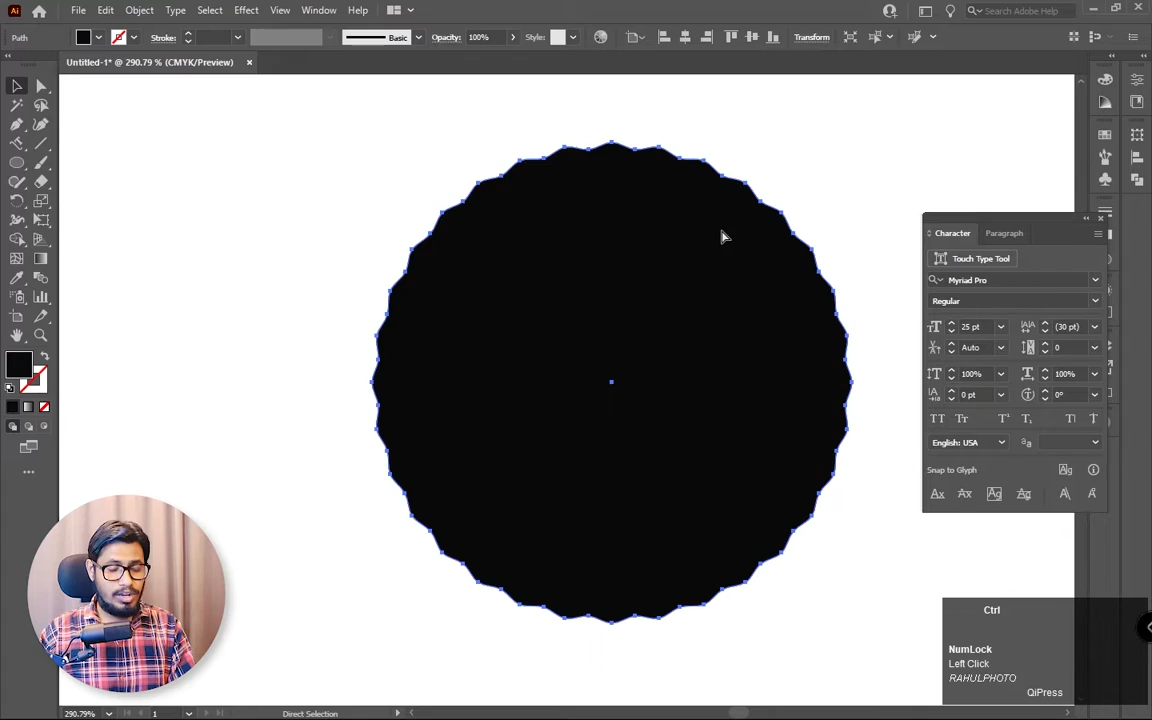 Ai File Edit Object Type Select Effect View Window Help Search Adobe Help
Path Stroke: Basic Opacity: 100% Style: Transform
Untitled-1* @ 290.79 % (CMYK/Preview) ×
Character Paragraph
Touch Type Tool
Myriad Pro
Regular
25 pt (30 pt)
Auto 0
100% 100%
0 pt 0°
English: USA
Snap to Glyph
Ctrl
NumLock
Left Click
RAHULPHOTO
QiPress
290.79% 1 Direct Selection